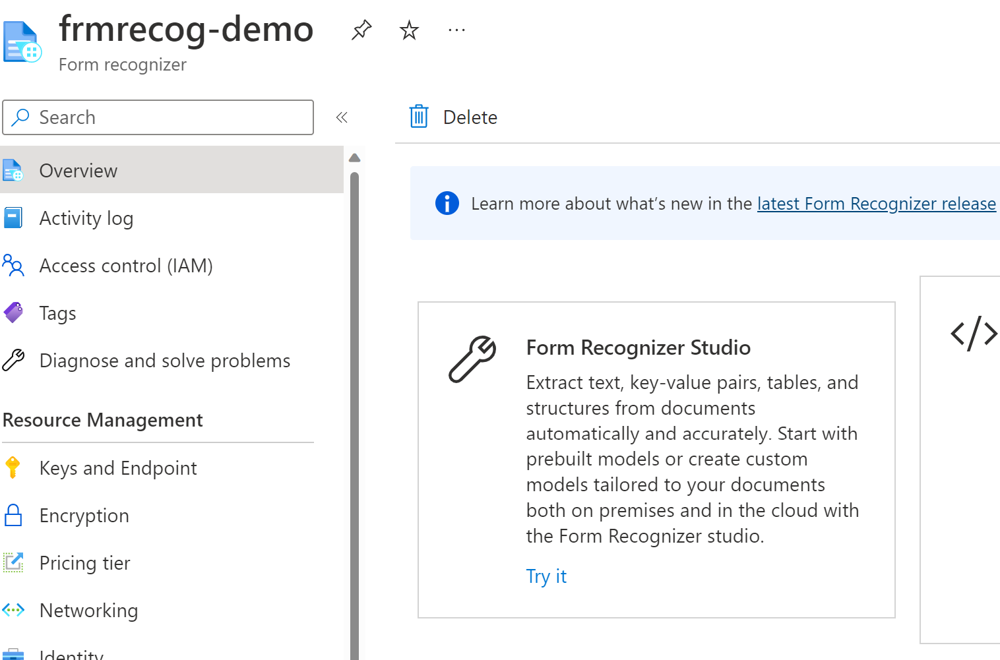 frmrecog-demo
Form recognizer
Search
Delete
Overview
Activity log
Access control (IAM)
Tags
Diagnose and solve problems
Resource Management
Keys and Endpoint
Encryption
Pricing tier
Networking
Identity
Learn more about what’s new in the latest Form Recognizer release
Form Recognizer Studio
Extract text, key-value pairs, tables, and
structures from documents
automatically and accurately. Start with
prebuilt models or create custom
models tailored to your documents
both on premises and in the cloud with
the Form Recognizer studio.
Try it